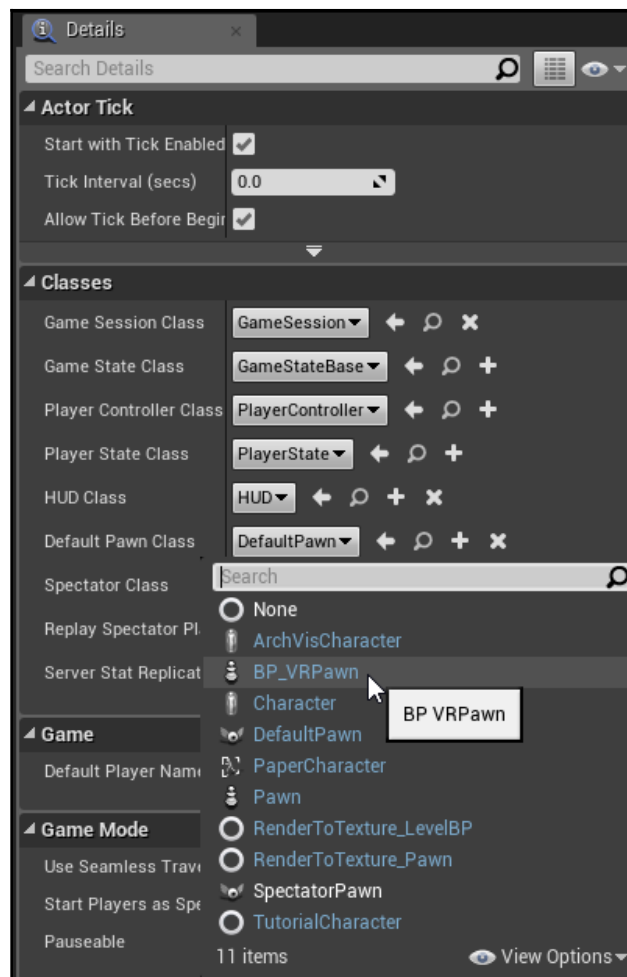 Details
Search Details
Actor Tick
Start with Tick Enabled
Tick Interval (secs) 0.0
Allow Tick Before Begin
Classes
Game Session Class GameSession
Game State Class GameStateBase
Player Controller Class PlayerController
Player State Class PlayerState
HUD Class HUD
Default Pawn Class DefaultPawn
Spectator Class Search
None
Replay Spectator Pl
ArchVisCharacter
Server Stat Replicat BP_VRPawn
Character
BP VRPawn
Game DefaultPawn
Default Player Name PaperCharacter
Pawn
Game Mode RenderToTexture_LevelBP
Use Seamless Trave RenderToTexture_Pawn
Start Players as Spe SpectatorPawn
TutorialCharacter
Pauseable 11 items View Options